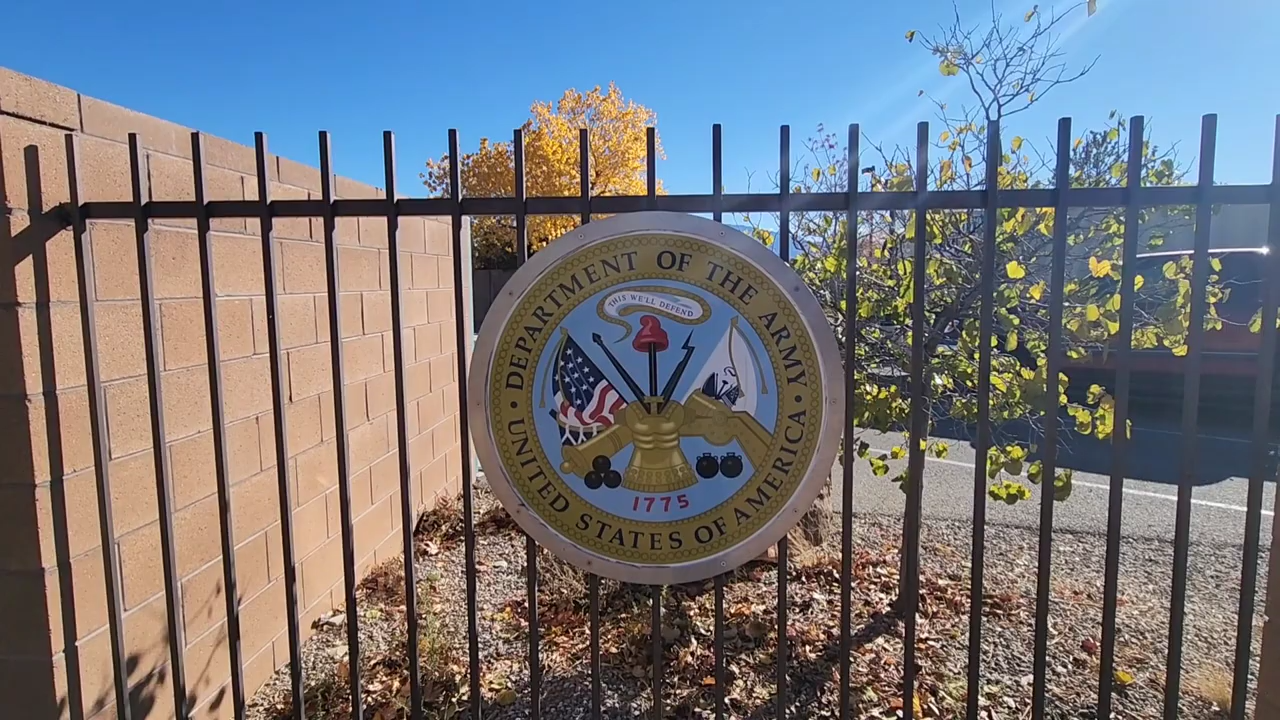 DEPARTMENT OF THE ARMY
THIS WE'LL DEFEND
1775
UNITED STATES OF AMERICA